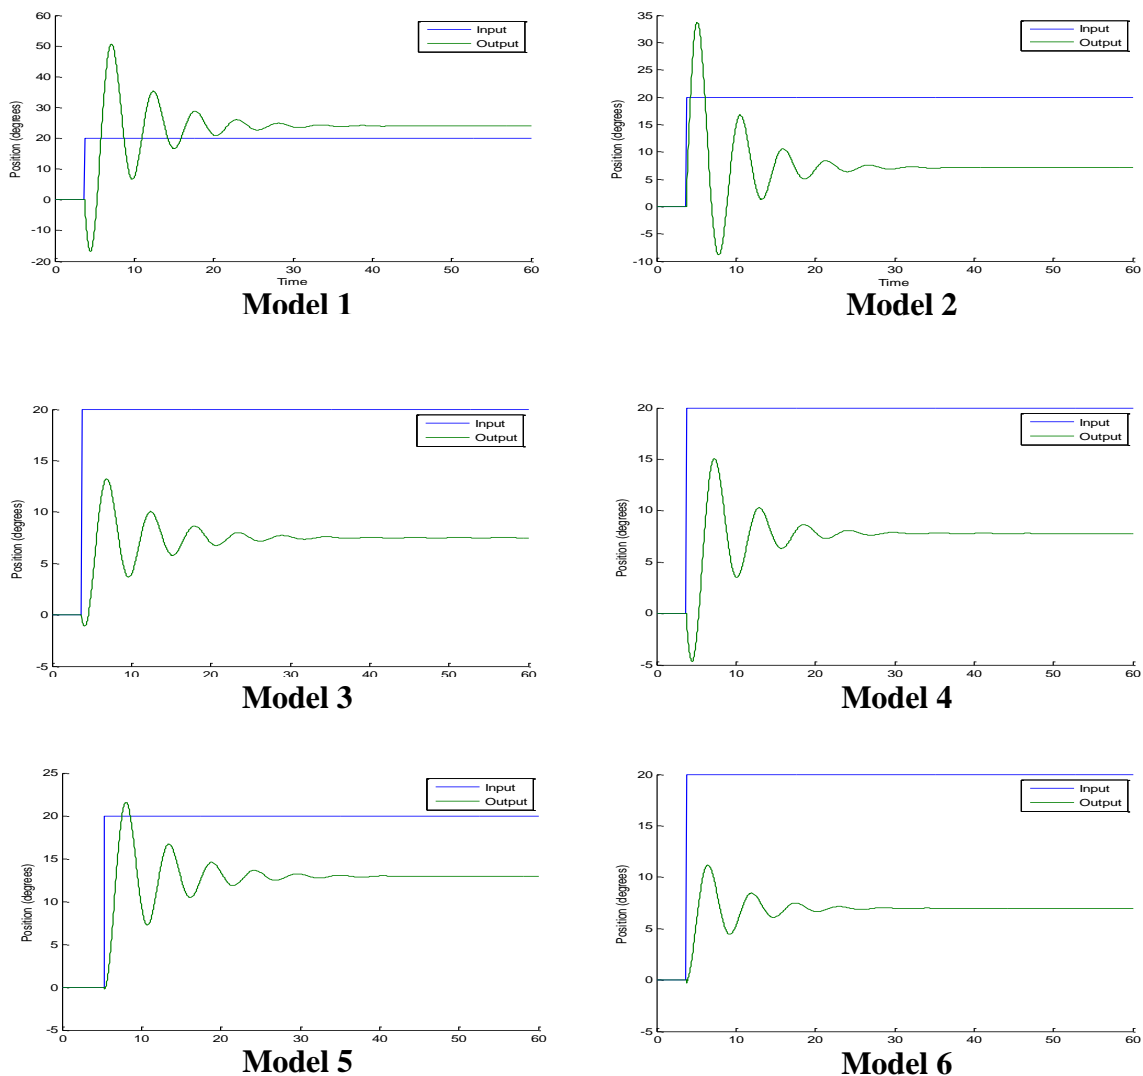 60
50
40
30
20
10
0
-10
-20
Position (degrees)
Input
Output
0 10 20 30 40 50 60
Time
Model 1
35
30
25
20
15
10
5
0
-5
-10
Position (degrees)
Input
Output
0 10 20 30 40 50 60
Time
Model 2
20
15
10
5
0
-5
Position (degrees)
Input
Output
0 10 20 30 40 50 60
Model 3
20
15
10
5
0
-5
Position (degrees)
Input
Output
0 10 20 30 40 50 60
Model 4
25
20
15
10
5
0
-5
Position (degrees)
Input
Output
0 10 20 30 40 50 60
Model 5
20
15
10
5
0
-5
Position (degrees)
Input
Output
0 10 20 30 40 50 60
Model 6